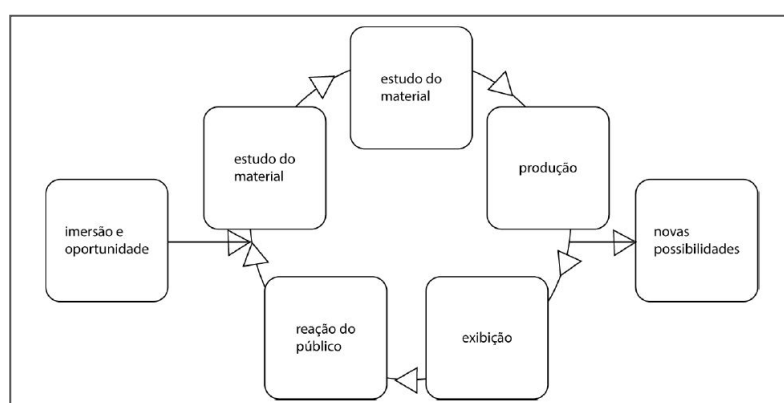 estudo do
material
estudo do
material
produção
imersão e
oportunidade
novas
possibilidades
reação do
público
exibição